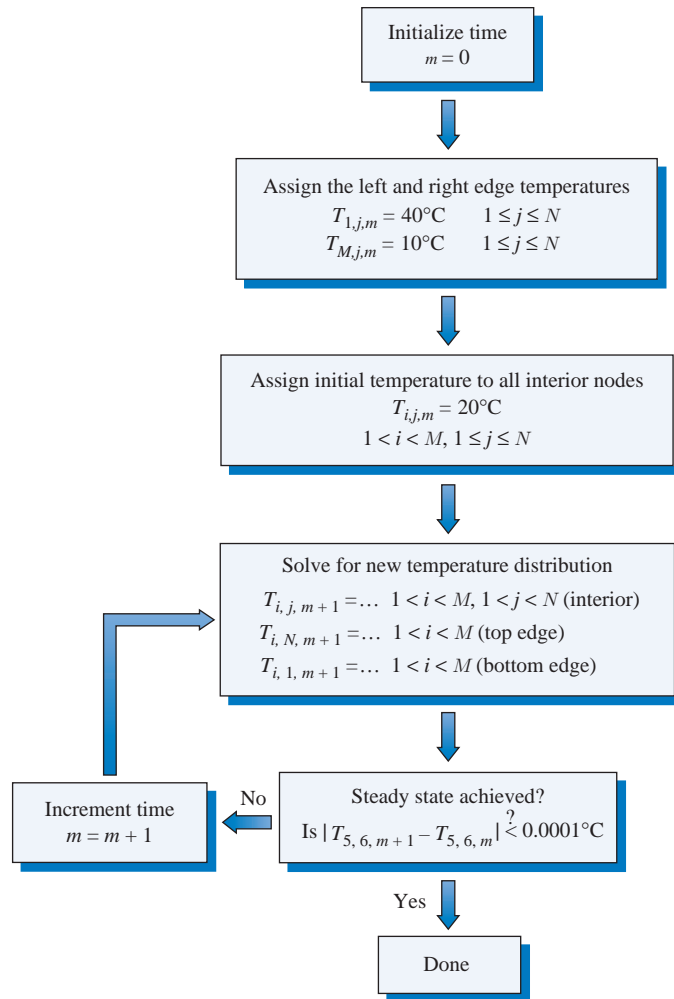 Initialize time
m = 0
Assign the left and right edge temperatures
T1,j,m = 40°C 1 ≤ j ≤ N
TM,j,m = 10°C 1 ≤ j ≤ N
Assign initial temperature to all interior nodes
Ti,j,m = 20°C
1 < i < M, 1 ≤ j ≤ N
Solve for new temperature distribution
Ti, j, m + 1 =… 1 < i < M, 1 < j < N (interior)
Ti, N, m + 1 =… 1 < i < M (top edge)
Ti, 1, m + 1 =… 1 < i < M (bottom edge)
Increment time
m = m + 1
No
Steady state achieved?
?
Is | T5, 6, m + 1 − T5, 6, m | < 0.0001°C
Yes
Done